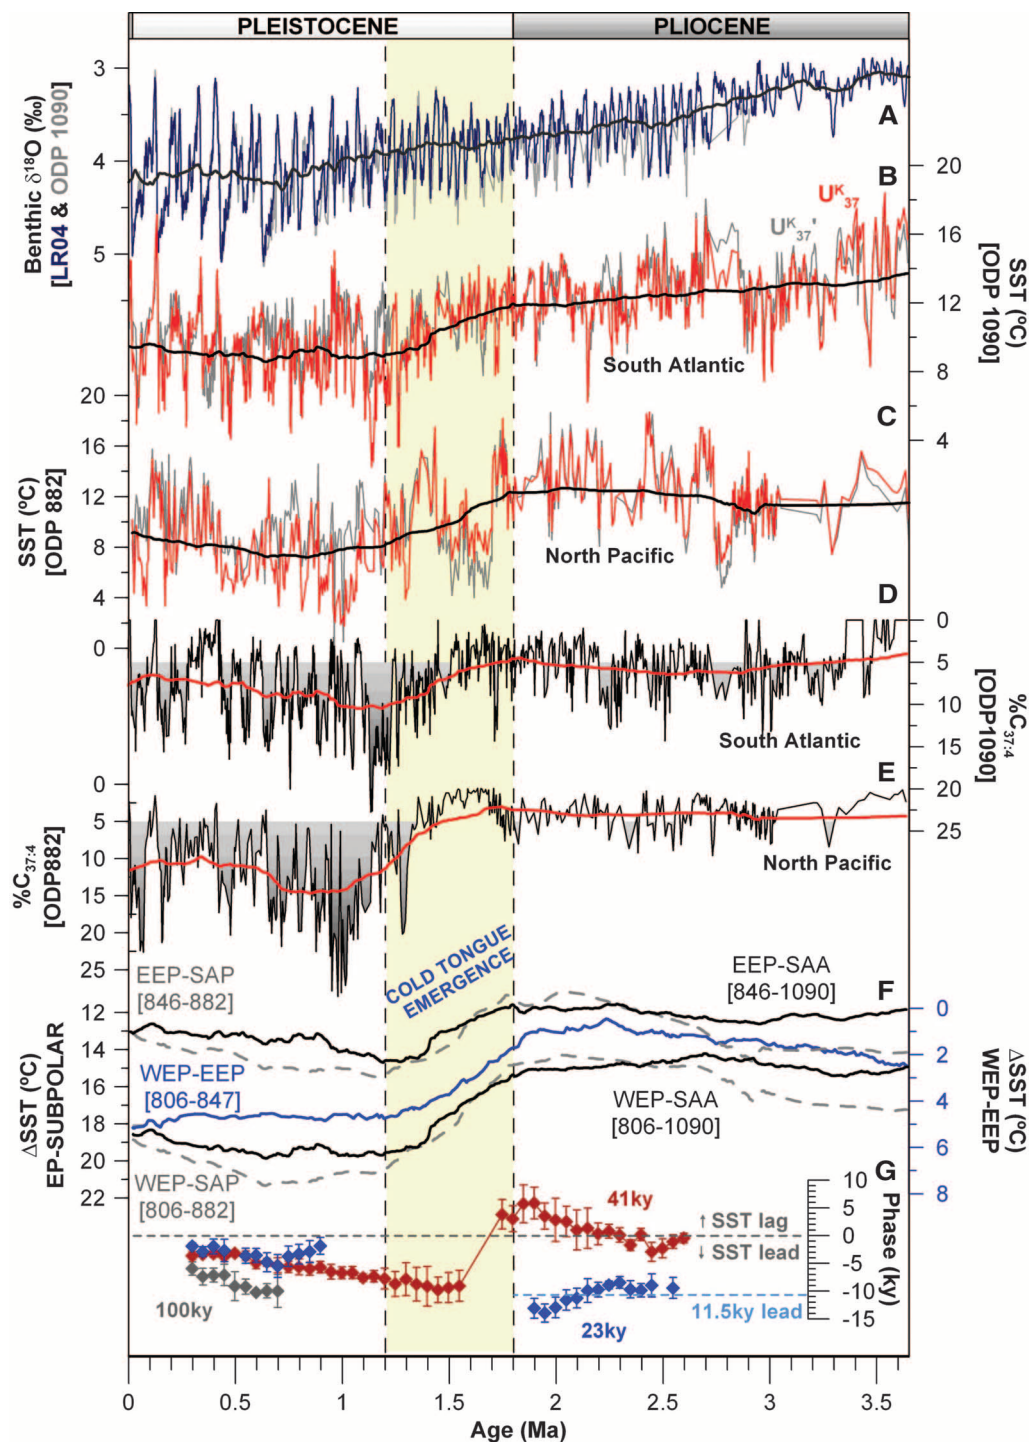 PLEISTOCENE
PLIOCENE
Benthic δ18O (‰)
[LR04 & ODP 1090]
3
4
5
A
B
UK37
UK37'
20
16
12
8
4
SST (ºC)
[ODP 1090]
South Atlantic
20
16
12
8
4
0
SST (ºC)
[ODP 882]
C
North Pacific
D
0
5
10
15
20
25
%C37:4
[ODP1090]
South Atlantic
E
0
5
10
15
20
25
%C37:4
[ODP882]
North Pacific
COLD TONGUE
EMERGENCE
EEP-SAP
[846-882]
EEP-SAA
[846-1090]
F
12
14
16
18
20
22
ΔSST (ºC)
EP-SUBPOLAR
WEP-EEP
[806-847]
WEP-SAA
[806-1090]
0
2
4
6
8
ΔSST (ºC)
WEP-EEP
WEP-SAP
[806-882]
G
41ky
↑ SST lag
↓ SST lead
10
5
0
-5
-10
-15
Phase (ky)
100ky
23ky
11.5ky lead
0
0.5
1
1.5
2
2.5
3
3.5
Age (Ma)